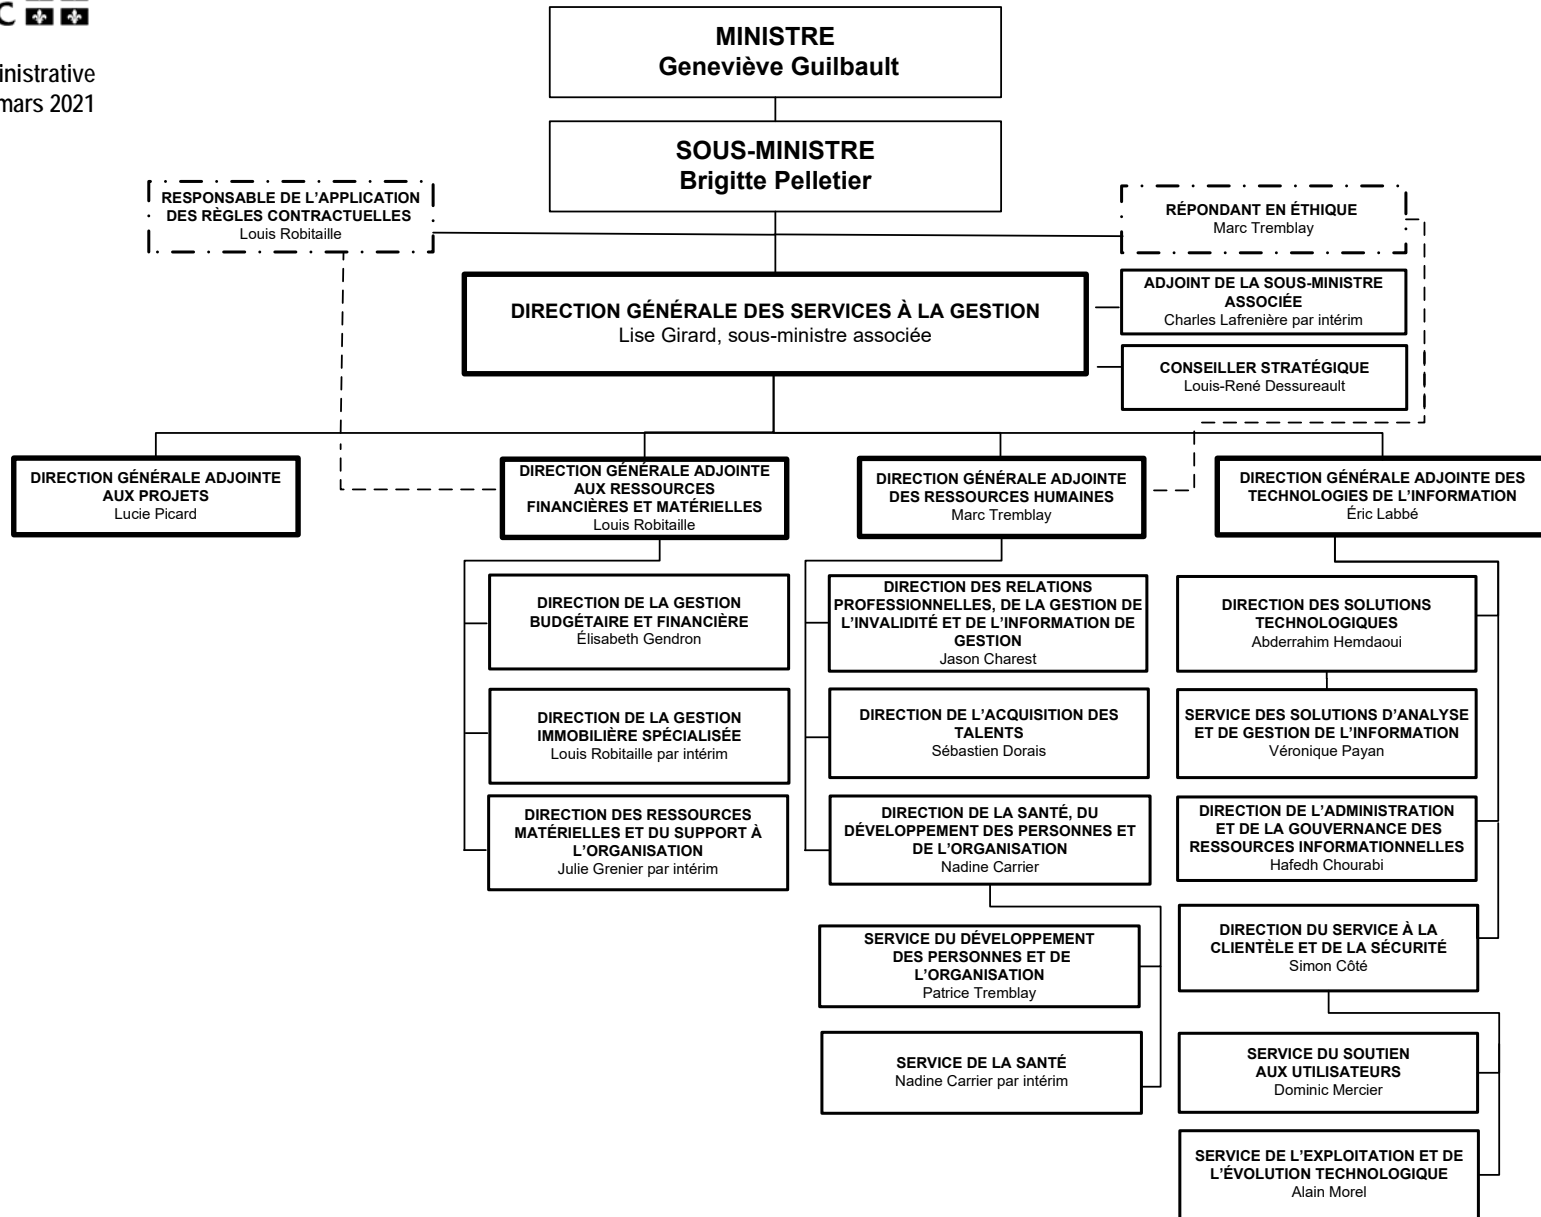 C
inistrative
mars 2021
MINISTRE
Geneviève Guilbault
SOUS-MINISTRE
Brigitte Pelletier
RESPONSABLE DE L’APPLICATION
DES RÈGLES CONTRACTUELLES
Louis Robitaille
RÉPONDANT EN ÉTHIQUE
Marc Tremblay
DIRECTION GÉNÉRALE DES SERVICES À LA GESTION
Lise Girard, sous-ministre associée
ADJOINT DE LA SOUS-MINISTRE
ASSOCIÉE
Charles Lafrenière par intérim
CONSEILLER STRATÉGIQUE
Louis-René Dessureault
DIRECTION GÉNÉRALE ADJOINTE
AUX PROJETS
Lucie Picard
DIRECTION GÉNÉRALE ADJOINTE
AUX RESSOURCES
FINANCIÈRES ET MATÉRIELLES
Louis Robitaille
DIRECTION GÉNÉRALE ADJOINTE
DES RESSOURCES HUMAINES
Marc Tremblay
DIRECTION GÉNÉRALE ADJOINTE DES
TECHNOLOGIES DE L’INFORMATION
Éric Labbé
DIRECTION DE LA GESTION
BUDGÉTAIRE ET FINANCIÈRE
Élisabeth Gendron
DIRECTION DE LA GESTION
IMMOBILIÈRE SPÉCIALISÉE
Louis Robitaille par intérim
DIRECTION DES RESSOURCES
MATÉRIELLES ET DU SUPPORT À
L’ORGANISATION
Julie Grenier par intérim
DIRECTION DES RELATIONS
PROFESSIONNELLES, DE LA GESTION DE
L’INVALIDITÉ ET DE L’INFORMATION DE
GESTION
Jason Charest
DIRECTION DE L’ACQUISITION DES
TALENTS
Sébastien Dorais
DIRECTION DE LA SANTÉ, DU
DÉVELOPPEMENT DES PERSONNES ET
DE L’ORGANISATION
Nadine Carrier
SERVICE DU DÉVELOPPEMENT
DES PERSONNES ET DE
L’ORGANISATION
Patrice Tremblay
SERVICE DE LA SANTÉ
Nadine Carrier par intérim
DIRECTION DES SOLUTIONS
TECHNOLOGIQUES
Abderrahim Hemdaoui
SERVICE DES SOLUTIONS D’ANALYSE
ET DE GESTION DE L’INFORMATION
Véronique Payan
DIRECTION DE L’ADMINISTRATION
ET DE LA GOUVERNANCE DES
RESSOURCES INFORMATIONNELLES
Hafedh Chourabi
DIRECTION DU SERVICE À LA
CLIENTÈLE ET DE LA SÉCURITÉ
Simon Côté
SERVICE DU SOUTIEN
AUX UTILISATEURS
Dominic Mercier
SERVICE DE L’EXPLOITATION ET DE
L’ÉVOLUTION TECHNOLOGIQUE
Alain Morel